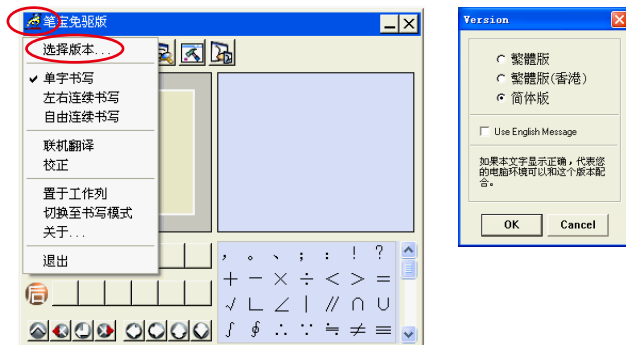 笔宝免驱版
选择版本...
单字书写
左右连续书写
自由连续书写
联机翻译
校正
置于工作列
切换至书写模式
关于...
退出
后
, 。 、 ; : ! ?
+ − × ÷ < > =
√ ∟ ∠ | // ∩ ∪
∫ ∮ ∴ ∵ ≒ ≠ ≡
Version
繁體版
繁體版(香港)
简体版
Use English Message
如果本文字显示正确，代表您
的电脑环境可以和这个版本配
合。
OK Cancel